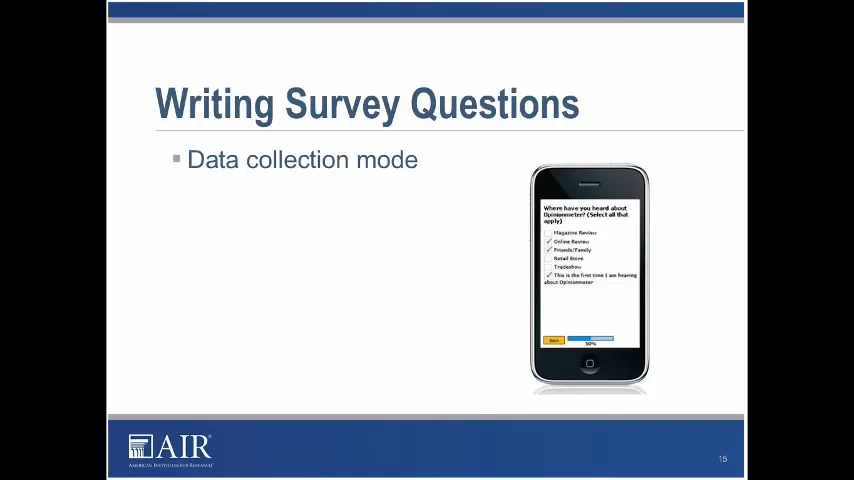 Writing Survey Questions
Data collection mode
Where have you heard about
Opinionmeter? (Select all that
apply)
Magazine Review
Online Review
Friends/Family
Retail Store
Tradeshow
This is the first time I am hearing
about Opinionmeter
Back
50%
AIR
AMERICAN INSTITUTES FOR RESEARCH
15